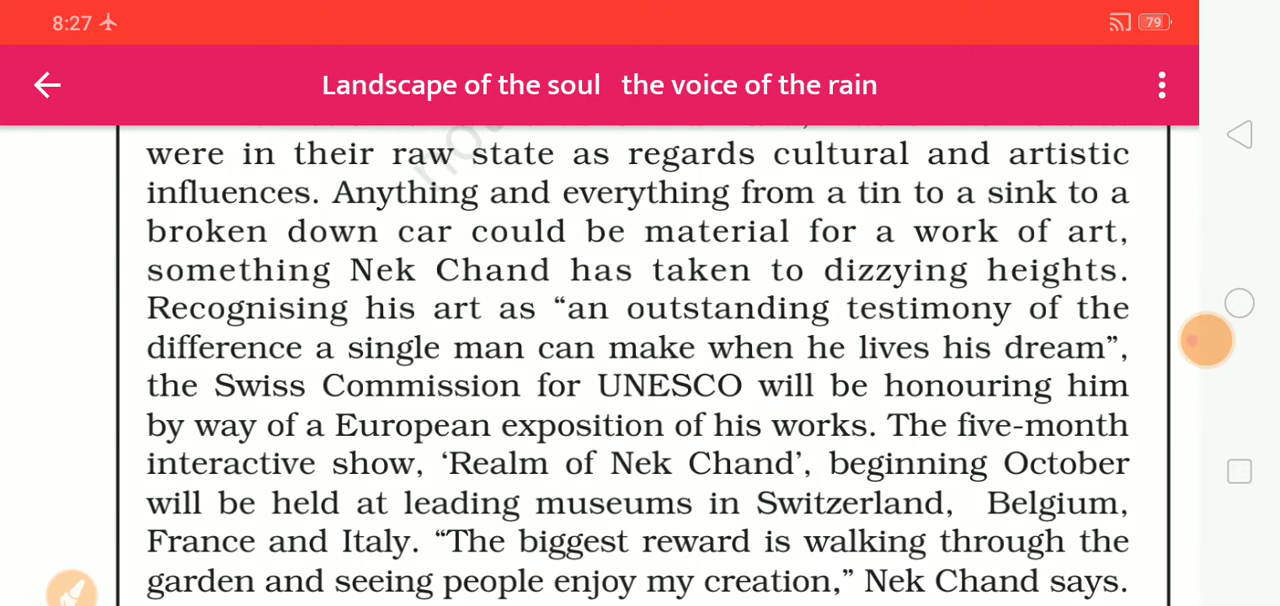 8:27
79
Landscape of the soul the voice of the rain
were in their raw state as regards cultural and artistic
influences. Anything and everything from a tin to a sink to a
broken down car could be material for a work of art,
something Nek Chand has taken to dizzying heights.
Recognising his art as “an outstanding testimony of the
difference a single man can make when he lives his dream”,
the Swiss Commission for UNESCO will be honouring him
by way of a European exposition of his works. The five-month
interactive show, ‘Realm of Nek Chand’, beginning October
will be held at leading museums in Switzerland, Belgium,
France and Italy. “The biggest reward is walking through the
garden and seeing people enjoy my creation,” Nek Chand says.